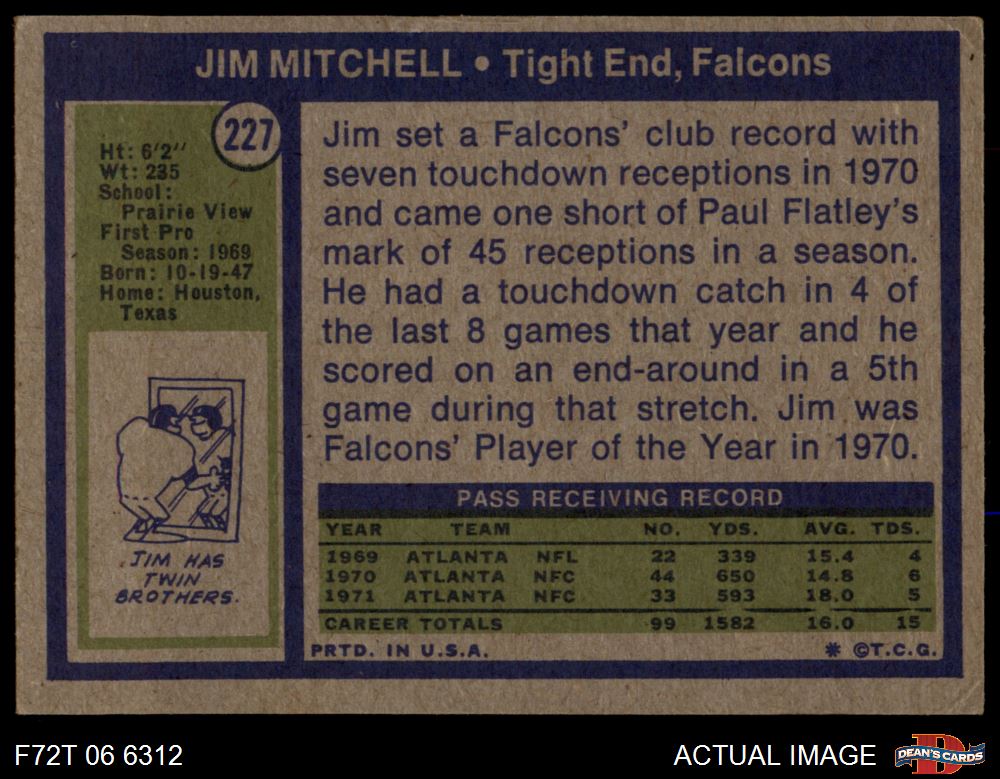 JIM MITCHELL • Tight End, Falcons
227
Ht: 6'2"
Wt: 235
School:
Prairie View
First Pro
Season: 1969
Born: 10-19-47
Home: Houston,
Texas
JIM HAS
TWIN
BROTHERS.
Jim set a Falcons' club record with
seven touchdown receptions in 1970
and came one short of Paul Flatley's
mark of 45 receptions in a season.
He had a touchdown catch in 4 of
the last 8 games that year and he
scored on an end-around in a 5th
game during that stretch. Jim was
Falcons' Player of the Year in 1970.
PASS RECEIVING RECORD
YEAR TEAM NO. YDS. AVG. TDS.
1969 ATLANTA NFL 22 339 15.4 4
1970 ATLANTA NFC 44 650 14.8 6
1971 ATLANTA NFC 33 593 18.0 5
CAREER TOTALS 99 1582 16.0 15
PRTD. IN U.S.A. * ©T.C.G.
F72T 06 6312 ACTUAL IMAGE DEAN'S CARDS